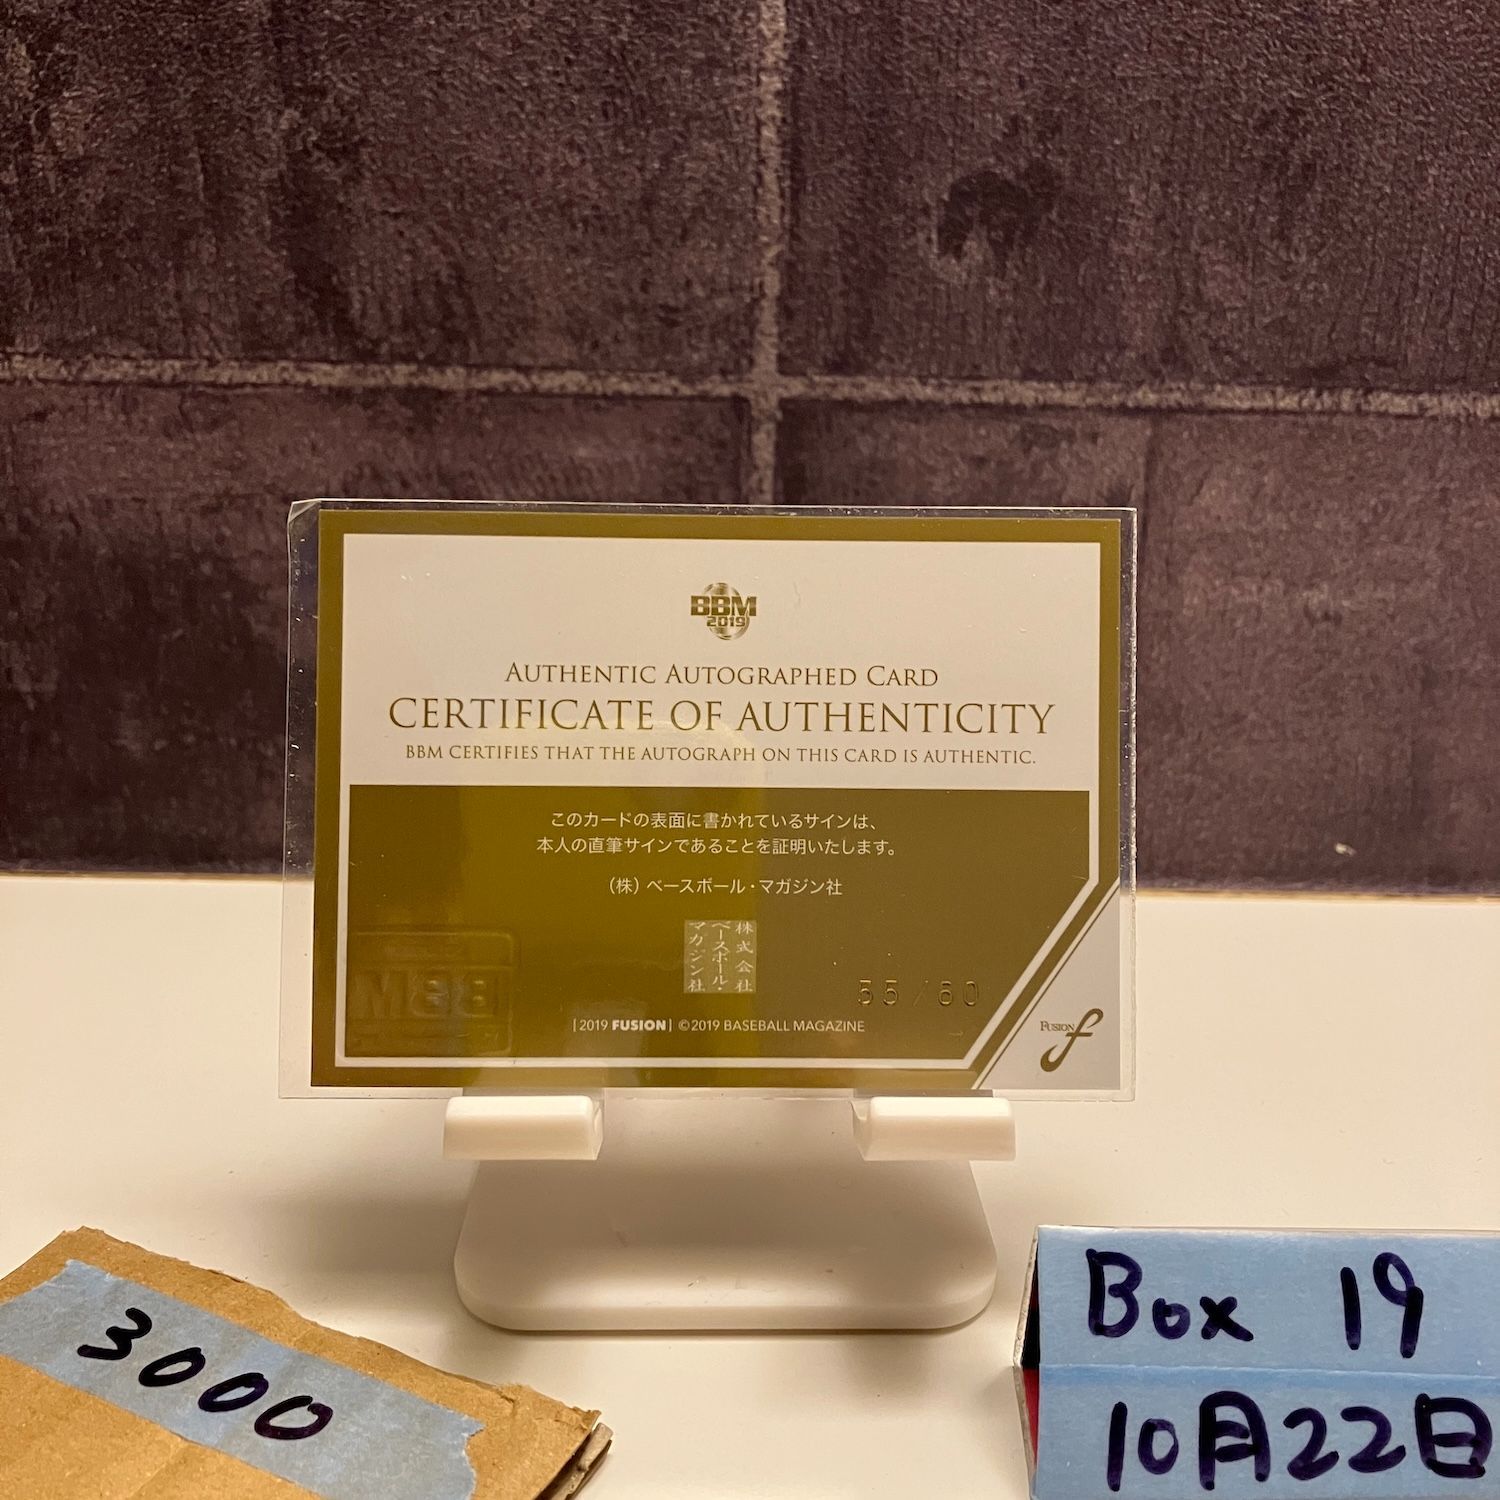 BBM
2019
AUTHENTIC AUTOGRAPHED CARD
CERTIFICATE OF AUTHENTICITY
BBM CERTIFIES THAT THE AUTOGRAPH ON THIS CARD IS AUTHENTIC.
このカードの表面に書かれているサインは、
本人の直筆サインであることを証明いたします。
（株）ベースボール・マガジン社
株式会社
ベースボール・
マガジン社
BBM
55/60
[2019 FUSION] ©2019 BASEBALL MAGAZINE
FUSION f
3000
Box 19
10月22日